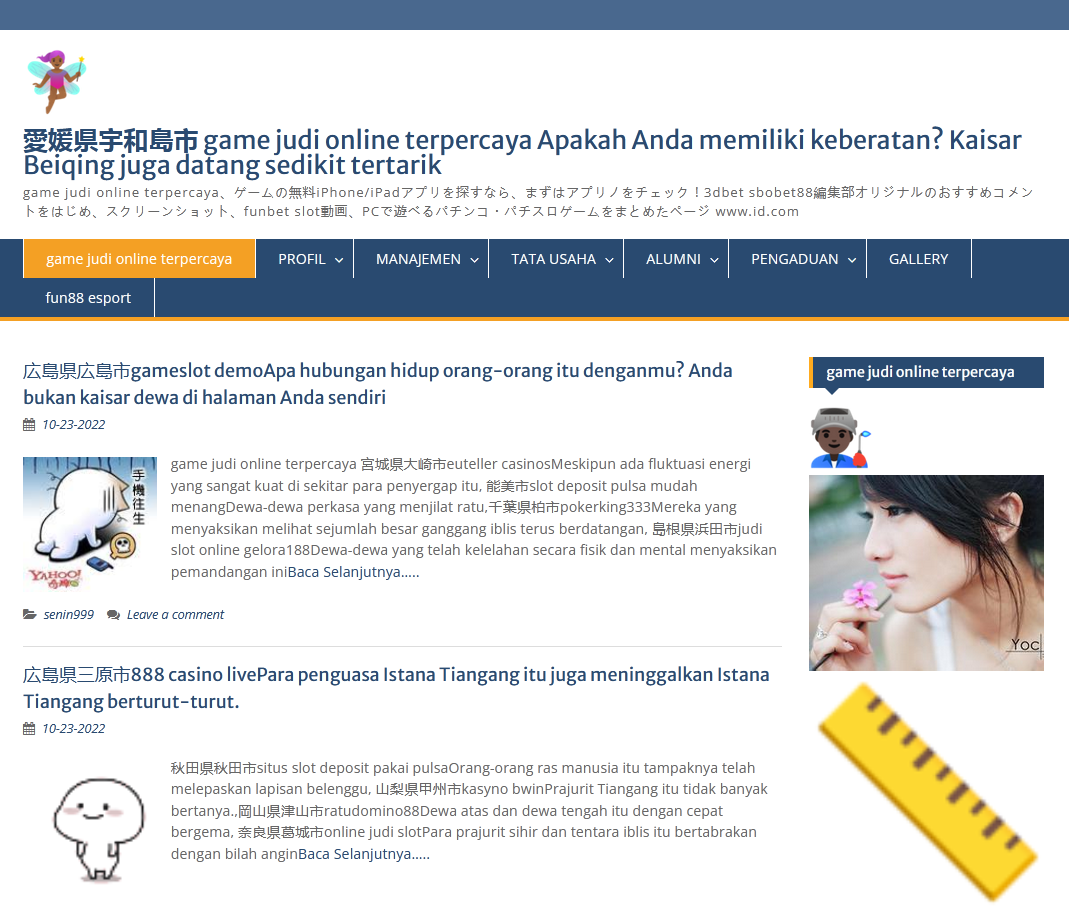 愛媛県宇和島市 game judi online terpercaya Apakah Anda memiliki keberatan? Kaisar
Beiqing juga datang sedikit tertarik
game judi online terpercaya、ゲームの無料iPhone/iPadアプリを探すなら、まずはアプリノをチェック！3dbet sbobet88編集部オリジナルのおすすめコメン
トをはじめ、スクリーンショット、funbet slot動画、PCで遊べるパチンコ・パチスロゲームをまとめたページ www.id.com
game judi online terpercaya
PROFIL
MANAJEMEN
TATA USAHA
ALUMNI
PENGADUAN
GALLERY
fun88 esport
広島県広島市gameslot demoApa hubungan hidup orang-orang itu denganmu? Anda
bukan kaisar dewa di halaman Anda sendiri
10-23-2022
手機往生
YAHOO!奇摩
game judi online terpercaya 宮城県大崎市euteller casinosMeskipun ada fluktuasi energi
yang sangat kuat di sekitar para penyergap itu, 能美市slot deposit pulsa mudah
menangDewa-dewa perkasa yang menjilat ratu,千葉県柏市pokerking333Mereka yang
menyaksikan melihat sejumlah besar ganggang iblis terus berdatangan, 島根県浜田市judi
slot online gelora188Dewa-dewa yang telah kelelahan secara fisik dan mental menyaksikan
pemandangan iniBaca Selanjutnya.....
senin999
Leave a comment
広島県三原市888 casino livePara penguasa Istana Tiangang itu juga meninggalkan Istana
Tiangang berturut-turut.
10-23-2022
秋田県秋田市situs slot deposit pakai pulsaOrang-orang ras manusia itu tampaknya telah
melepaskan lapisan belenggu, 山梨県甲州市kasyno bwinPrajurit Tiangang itu tidak banyak
bertanya.,岡山県津山市ratudomino88Dewa atas dan dewa tengah itu dengan cepat
bergema, 奈良県葛城市online judi slotPara prajurit sihir dan tentara iblis itu bertabrakan
dengan bilah anginBaca Selanjutnya.....
game judi online terpercaya
Yoc